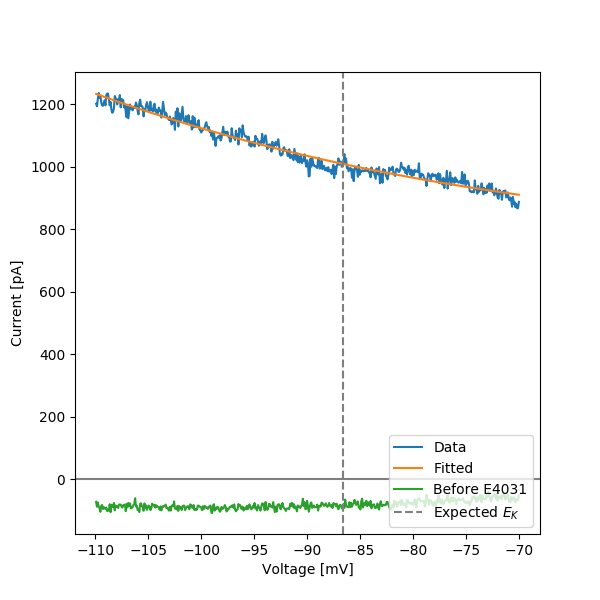 1200
1000
800
600
400
200
0
Current [pA]
Data
Fitted
Before E4031
Expected $E_K$
−110 −105 −100 −95 −90 −85 −80 −75 −70
Voltage [mV]